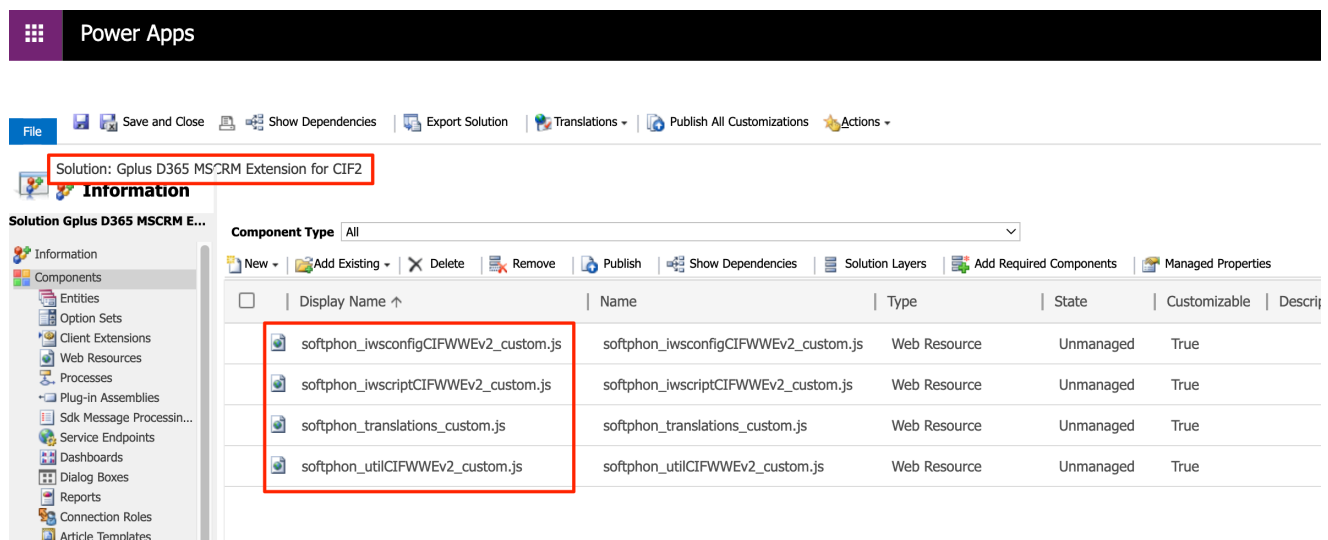 Power Apps
File Save and Close Show Dependencies Export Solution Translations Publish All Customizations Actions
Solution: Gplus D365 MSCRM Extension for CIF2
Information
Solution Gplus D365 MSCRM E...
Component Type All
Information
New Add Existing Delete Remove Publish Show Dependencies Solution Layers Add Required Components Managed Properties
Components
Entities
Option Sets
Client Extensions
Web Resources
Processes
Plug-in Assemblies
Sdk Message Processin...
Service Endpoints
Dashboards
Dialog Boxes
Reports
Connection Roles
Article Templates
Display Name ↑ Name Type State Customizable Descrip
softphon_iwsconfigCIFWWEv2_custom.js softphon_iwsconfigCIFWWEv2_custom.js Web Resource Unmanaged True
softphon_iwscriptCIFWWEv2_custom.js softphon_iwscriptCIFWWEv2_custom.js Web Resource Unmanaged True
softphon_translations_custom.js softphon_translations_custom.js Web Resource Unmanaged True
softphon_utilCIFWWEv2_custom.js softphon_utilCIFWWEv2_custom.js Web Resource Unmanaged True